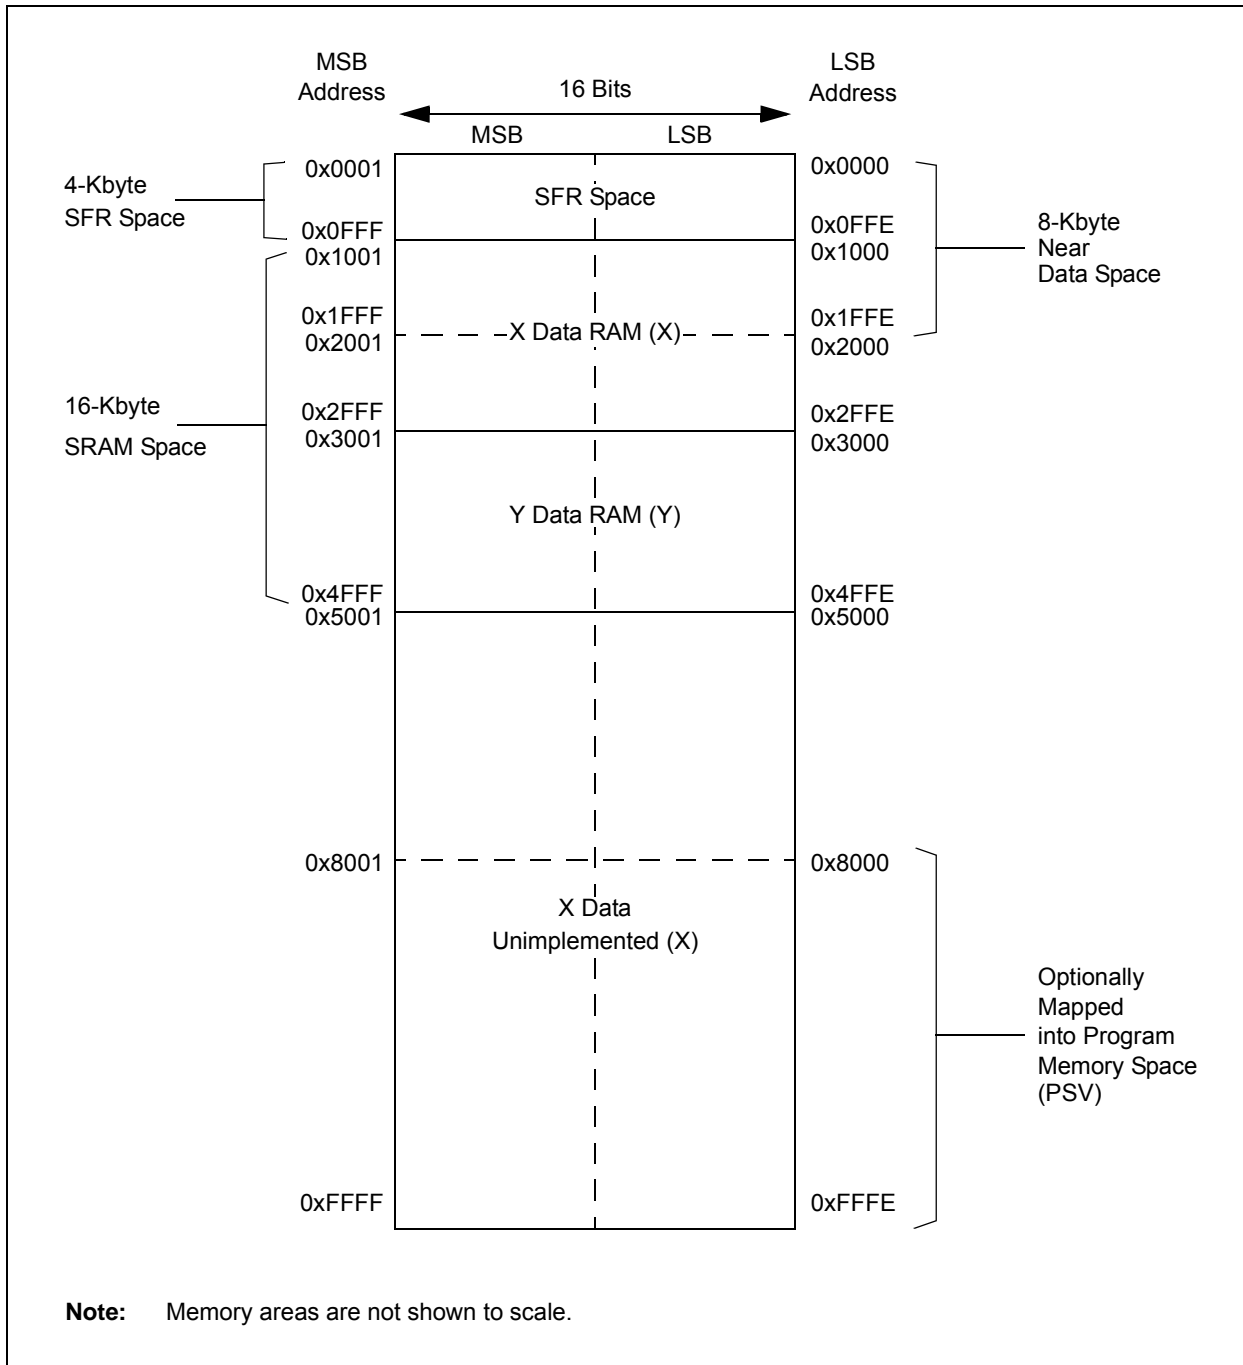 MSB
Address
16 Bits
LSB
Address
MSB
LSB
4-Kbyte
SFR Space
0x0001
0x0FFF
SFR Space
0x0000
0x0FFE
8-Kbyte
Near
Data Space
0x1001
0x1000
0x1FFF
0x2001
X Data RAM (X)
0x1FFE
0x2000
16-Kbyte
SRAM Space
0x2FFF
0x3001
0x2FFE
0x3000
Y Data RAM (Y)
0x4FFF
0x5001
0x4FFE
0x5000
0x8001
0x8000
X Data
Unimplemented (X)
Optionally
Mapped
into Program
Memory Space
(PSV)
0xFFFF
0xFFFE
Note: Memory areas are not shown to scale.